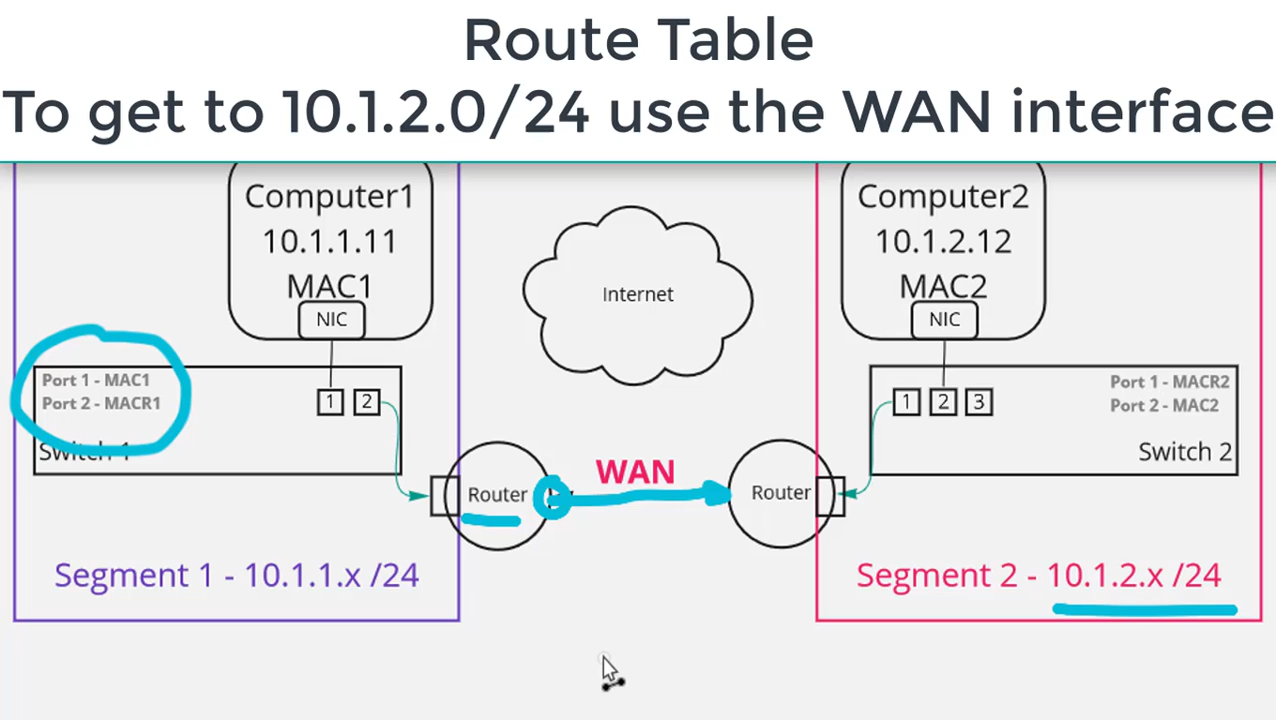 Route Table
To get to 10.1.2.0/24 use the WAN interface
Computer1
10.1.1.11
MAC1
NIC
Port 1 - MAC1
Port 2 - MACR1
1
2
Switch 1
Internet
Computer2
10.1.2.12
MAC2
NIC
1
2
3
Port 1 - MACR2
Port 2 - MAC2
Switch 2
Router
WAN
Router
Segment 1 - 10.1.1.x /24
Segment 2 - 10.1.2.x /24